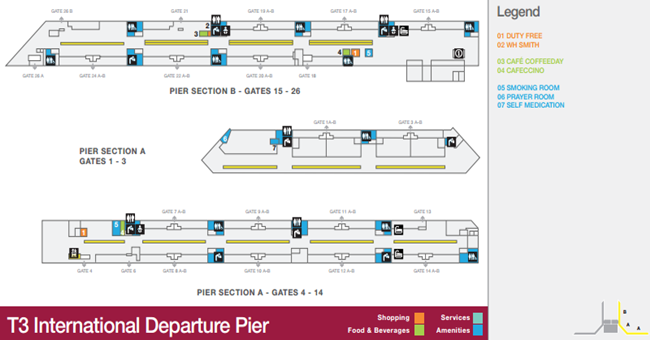 Legend
01 DUTY FREE
02 WH SMITH
03 CAFÉ COFFEEDAY
04 CAFECCINO
05 SMOKING ROOM
06 PRAYER ROOM
07 SELF MEDICATION
GATE 26 B GATE 21 GATE 15 A-B
2
3
4 1 5
GATE 26 A GATE 24 A-B GATE 22 A-B GATE 20 A-B GATE 18
PIER SECTION B - GATES 15 - 26
PIER SECTION A
GATES 1 - 3
GATE 1A-B GATE 2 A-B
7
GATE 7 A-B GATE 9 A-B GATE 11 A-B GATE 13
1 5
GATE 4 GATE 6 GATE 8 A-B GATE 10 A-B GATE 12 A-B GATE 14 A-B
PIER SECTION A - GATES 4 - 14
T3 International Departure Pier
Shopping Services
Food & Beverages Amenities
B
A A